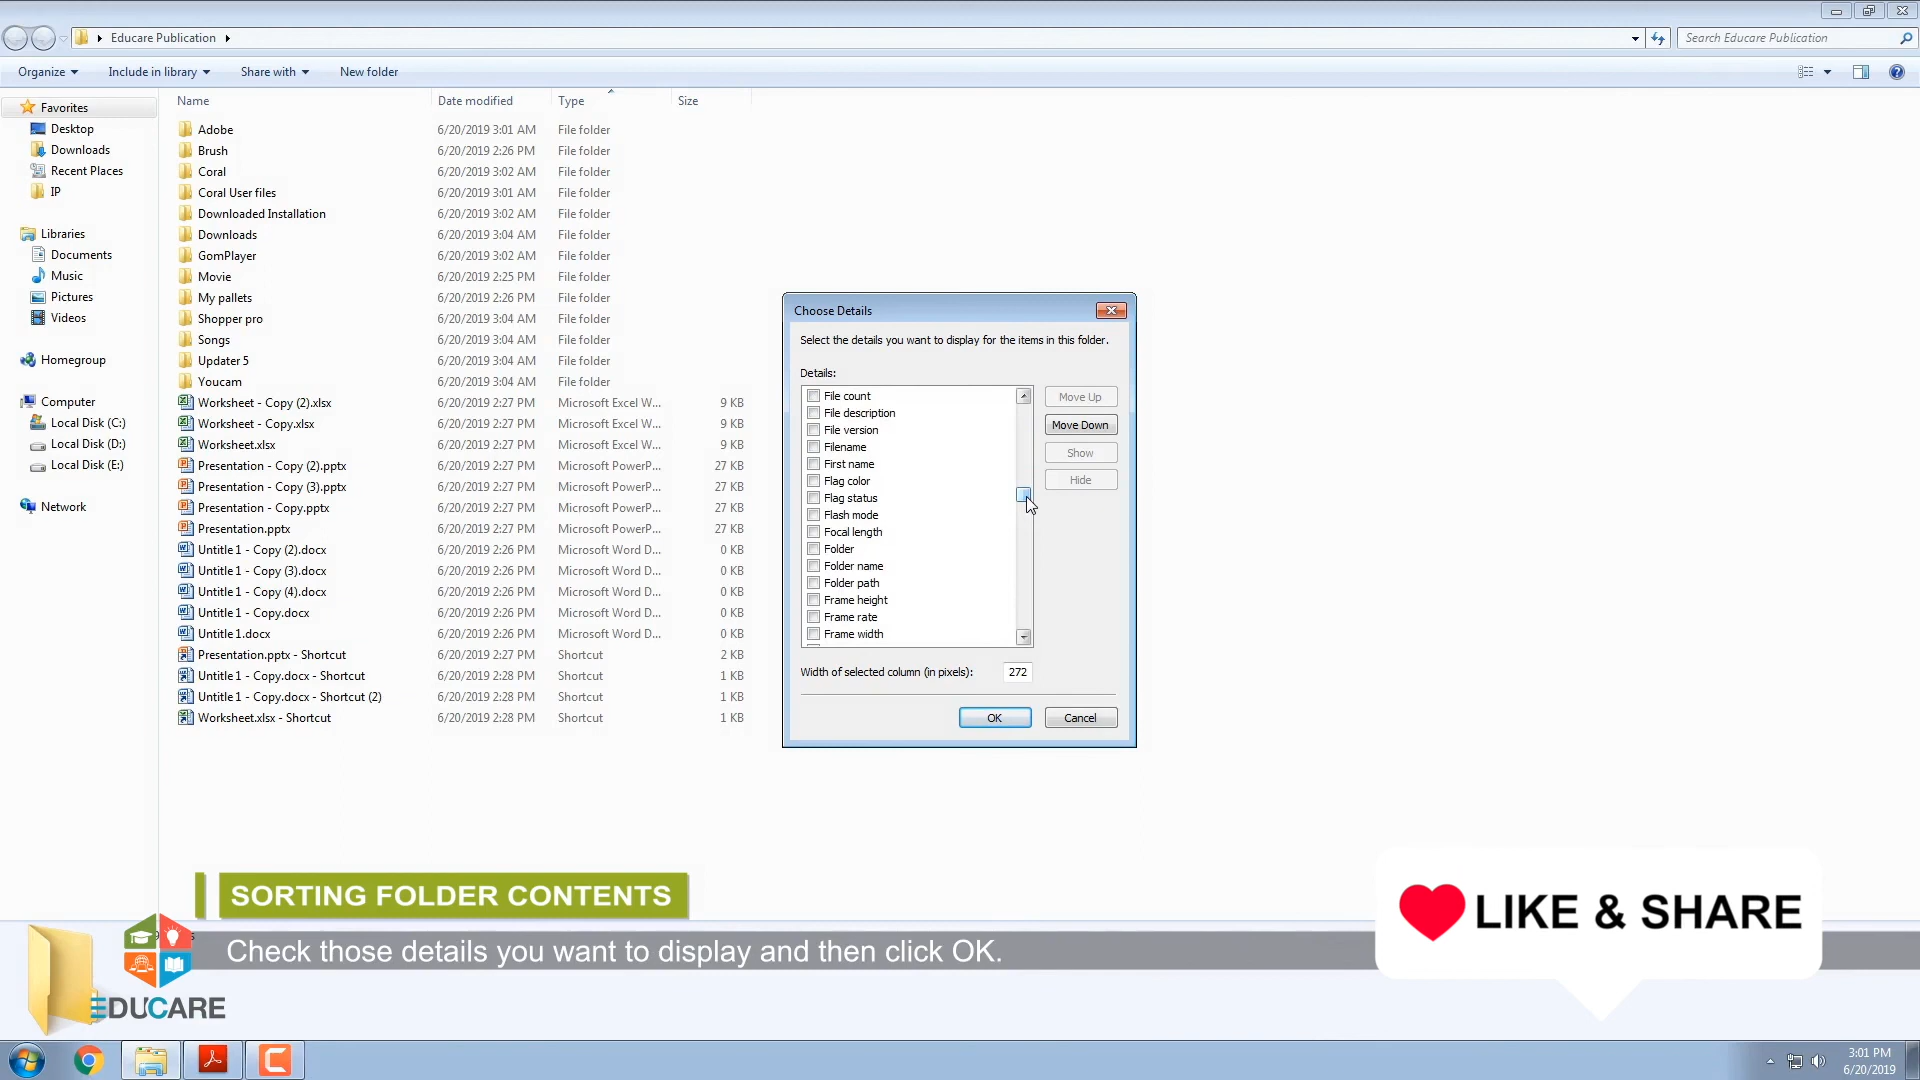 Educare Publication
Search Educare Publication
Organize Include in library Share with New folder
Name Date modified Type Size
Favorites
Desktop
Downloads
Recent Places
IP
Libraries
Documents
Music
Pictures
Videos
Homegroup
Computer
Local Disk (C:)
Local Disk (D:)
Local Disk (E:)
Network
Adobe 6/20/2019 3:01 AM File folder
Brush 6/20/2019 2:26 PM File folder
Coral 6/20/2019 3:02 AM File folder
Coral User files 6/20/2019 3:01 AM File folder
Downloaded Installation 6/20/2019 3:02 AM File folder
Downloads 6/20/2019 3:04 AM File folder
GomPlayer 6/20/2019 3:02 AM File folder
Movie 6/20/2019 2:25 PM File folder
My pallets 6/20/2019 2:26 PM File folder
Shopper pro 6/20/2019 3:04 AM File folder
Songs 6/20/2019 3:04 AM File folder
Updater 5 6/20/2019 3:04 AM File folder
Youcam 6/20/2019 3:04 AM File folder
Worksheet - Copy (2).xlsx 6/20/2019 2:27 PM Microsoft Excel W... 9 KB
Worksheet - Copy.xlsx 6/20/2019 2:27 PM Microsoft Excel W... 9 KB
Worksheet.xlsx 6/20/2019 2:27 PM Microsoft Excel W... 9 KB
Presentation - Copy (2).pptx 6/20/2019 2:27 PM Microsoft PowerP... 27 KB
Presentation - Copy (3).pptx 6/20/2019 2:27 PM Microsoft PowerP... 27 KB
Presentation - Copy.pptx 6/20/2019 2:27 PM Microsoft PowerP... 27 KB
Presentation.pptx 6/20/2019 2:27 PM Microsoft PowerP... 27 KB
Untitle1 - Copy (2).docx 6/20/2019 2:26 PM Microsoft Word D... 0 KB
Untitle1 - Copy (3).docx 6/20/2019 2:26 PM Microsoft Word D... 0 KB
Untitle1 - Copy (4).docx 6/20/2019 2:26 PM Microsoft Word D... 0 KB
Untitle1 - Copy.docx 6/20/2019 2:26 PM Microsoft Word D... 0 KB
Untitle1.docx 6/20/2019 2:26 PM Microsoft Word D... 0 KB
Presentation.pptx - Shortcut 6/20/2019 2:27 PM Shortcut 2 KB
Untitle1 - Copy.docx - Shortcut 6/20/2019 2:28 PM Shortcut 1 KB
Untitle1 - Copy.docx - Shortcut (2) 6/20/2019 2:28 PM Shortcut 1 KB
Worksheet.xlsx - Shortcut 6/20/2019 2:28 PM Shortcut 1 KB
Choose Details
Select the details you want to display for the items in this folder.
Details:
File count
File description
File version
Filename
First name
Flag color
Flag status
Flash mode
Focal length
Folder
Folder name
Folder path
Frame height
Frame rate
Frame width
Move Up
Move Down
Show
Hide
Width of selected column (in pixels): 272
OK Cancel
SORTING FOLDER CONTENTS
Check those details you want to display and then click OK.
EDUCARE
LIKE & SHARE
3:01 PM
6/20/2019